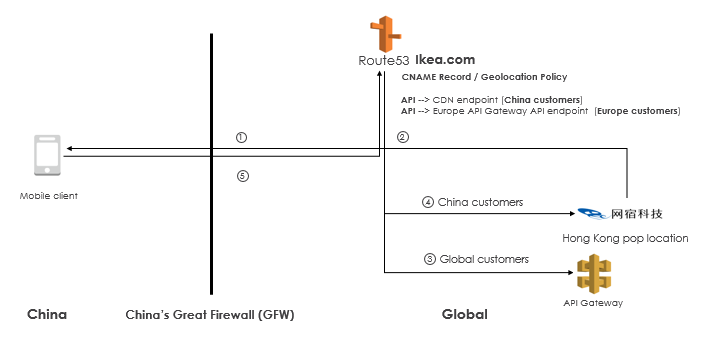 Route53 Ikea.com
CNAME Record / Geolocation Policy
API --> CDN endpoint (China customers)
API --> Europe API Gateway API endpoint (Europe customers)
①
②
⑤
Mobile client
④ China customers
网宿科技
Hong Kong pop location
③ Global customers
API Gateway
China
China's Great Firewall (GFW)
Global